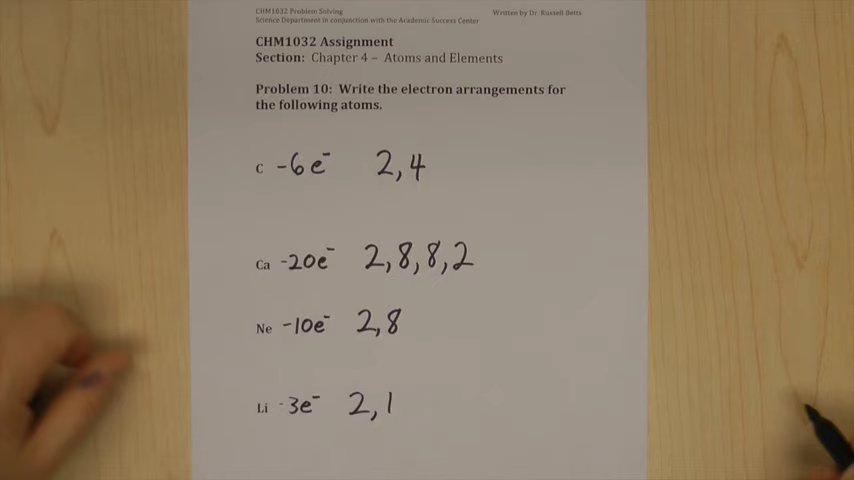 CHM1032 Problem Solving Written by Dr. Russell Betts
Science Department in conjunction with the Academic Success Center
CHM1032 Assignment
Section: Chapter 4 – Atoms and Elements
Problem 10: Write the electron arrangements for
the following atoms.
C -6e⁻ 2,4
Ca -20e⁻ 2,8,8,2
Ne -10e⁻ 2,8
Li -3e⁻ 2,1